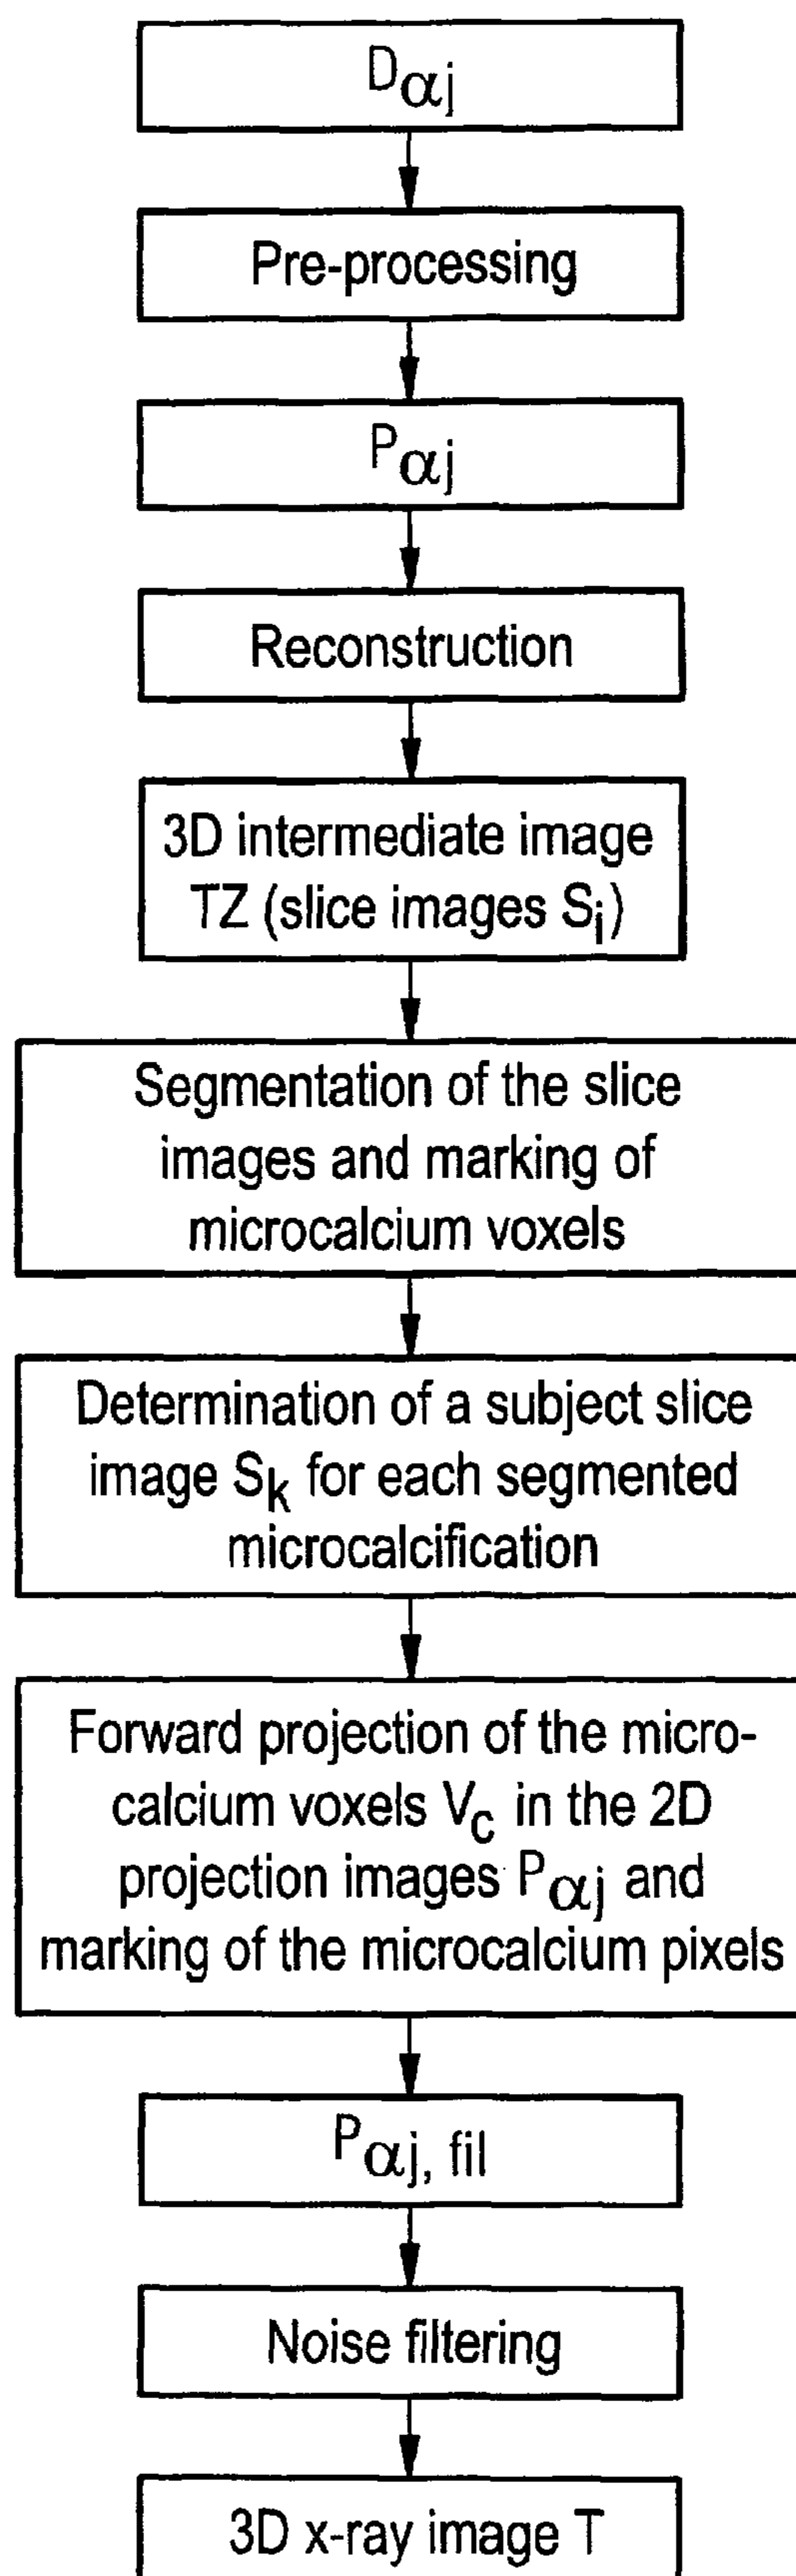 Dαj
Pre-processing
Pαj
Reconstruction
3D intermediate image
TZ (slice images Si)
Segmentation of the slice
images and marking of
microcalcium voxels
Determination of a subject slice
image Sk for each segmented
microcalcification
Forward projection of the micro-
calcium voxels Vc in the 2D
projection images Pαj and
marking of the microcalcium pixels
Pαj, fil
Noise filtering
3D x-ray image T